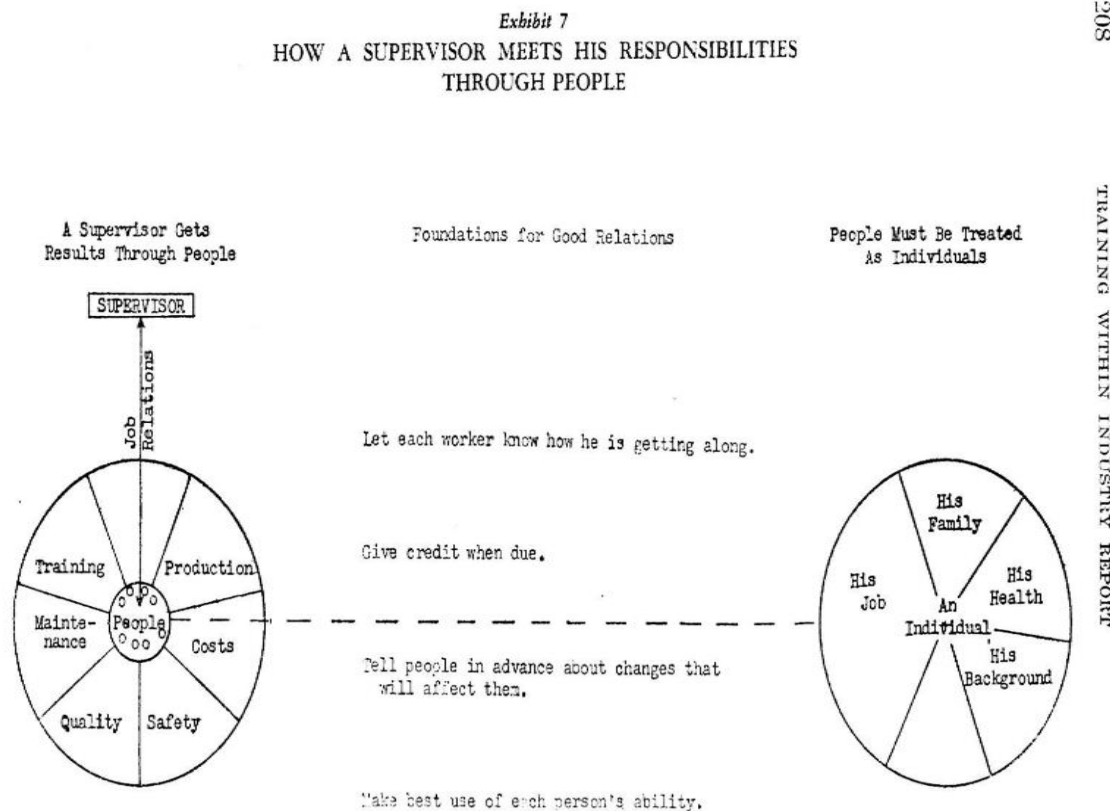 208
TRAINING WITHIN INDUSTRY REPORT
Exhibit 7
HOW A SUPERVISOR MEETS HIS RESPONSIBILITIES
THROUGH PEOPLE
A Supervisor Gets
Results Through People
SUPERVISOR
Job
Relations
Training
Production
Mainte-
nance
People
Costs
Quality
Safety
Foundations for Good Relations
Let each worker know how he is getting along.
Give credit when due.
Tell people in advance about changes that
will affect them.
Make best use of each person's ability.
People Must Be Treated
As Individuals
His
Family
His
Job
An
Individual
His
Health
His
Background